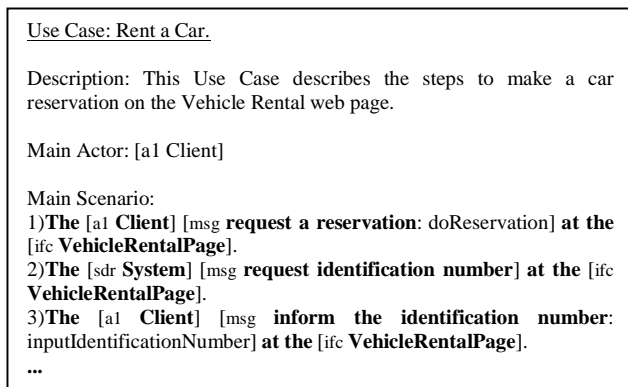 Use Case: Rent a Car.
Description: This Use Case describes the steps to make a car
reservation on the Vehicle Rental web page.
Main Actor: [a1 Client]
Main Scenario:
1)The [a1 Client] [msg request a reservation: doReservation] at the
[ifc VehicleRentalPage].
2)The [sdr System] [msg request identification number] at the [ifc
VehicleRentalPage].
3)The [a1 Client] [msg inform the identification number:
inputIdentificationNumber] at the [ifc VehicleRentalPage].
...